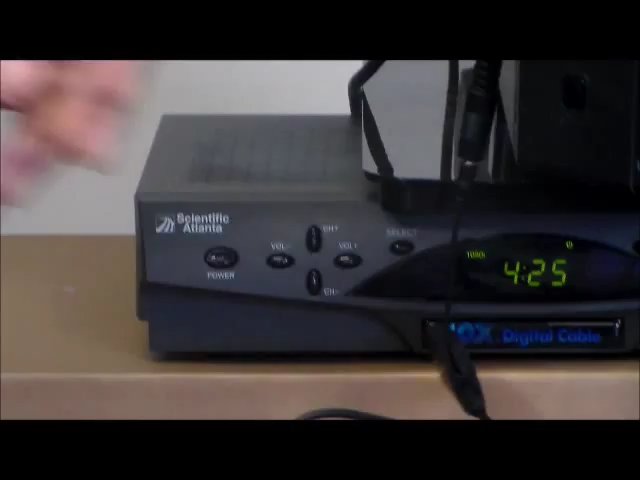 Scientific
Atlanta
POWER
VOL-
CH+
VOL+
CH-
SELECT
4:25
Digital Cable